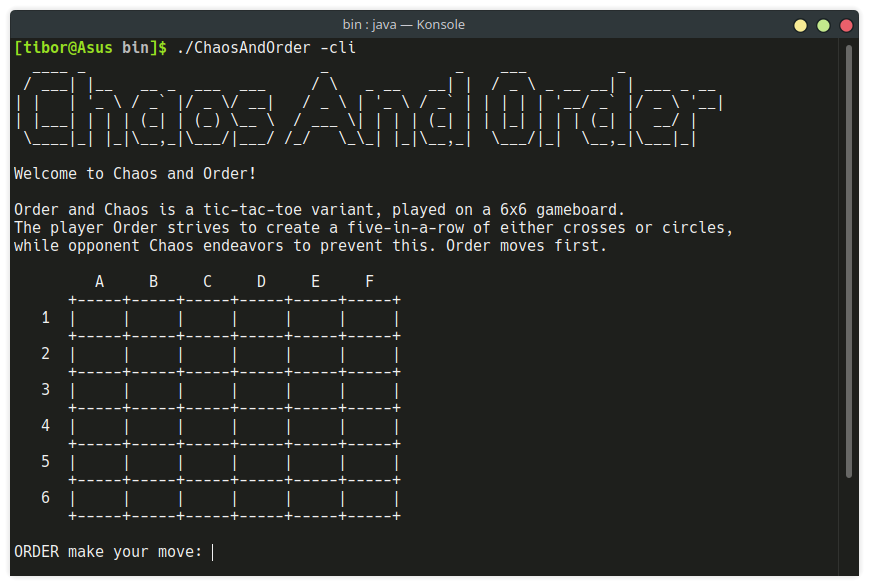 bin : java — Konsole
[tibor@Asus bin]$ ./ChaosAndOrder -cli
Chaos And Order
Welcome to Chaos and Order!
Order and Chaos is a tic-tac-toe variant, played on a 6x6 gameboard.
The player Order strives to create a five-in-a-row of either crosses or circles,
while opponent Chaos endeavors to prevent this. Order moves first.
A B C D E F
1
2
3
4
5
6
ORDER make your move: